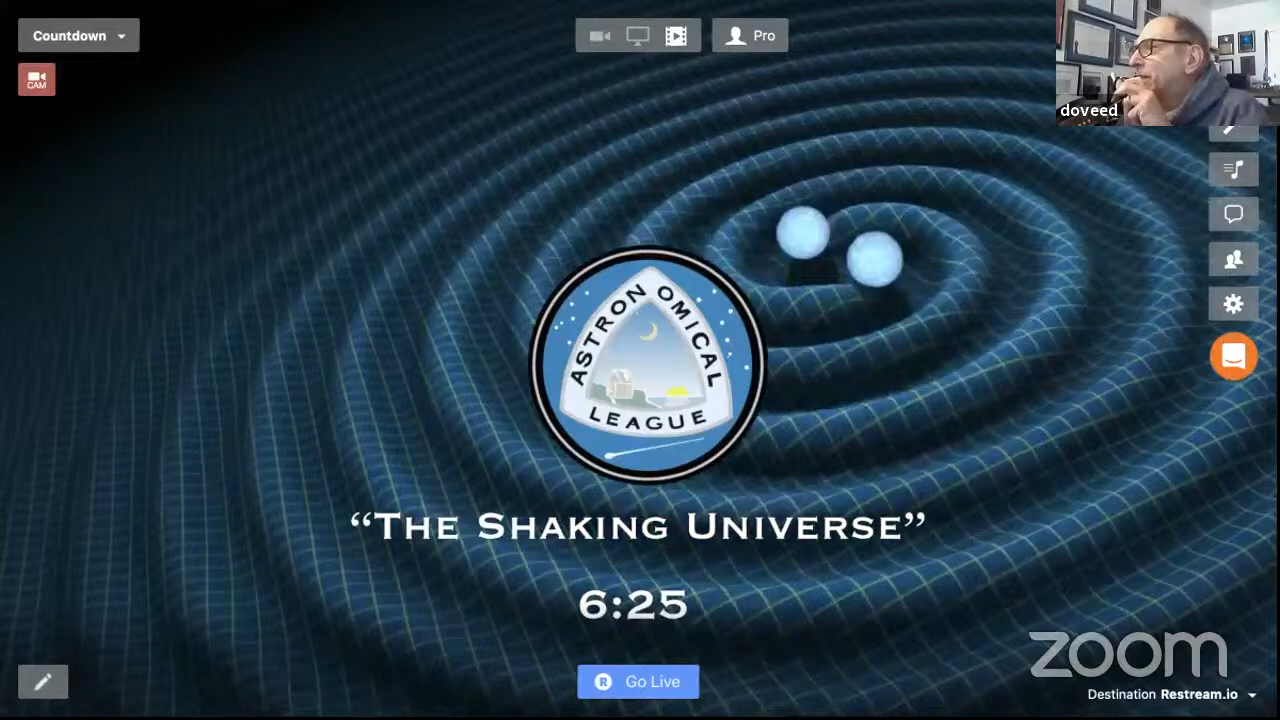 Countdown
Pro
CAM
doveed
ASTRONOMICAL
LEAGUE
“THE SHAKING UNIVERSE”
6:25
R Go Live
zoom
Destination Restream.io